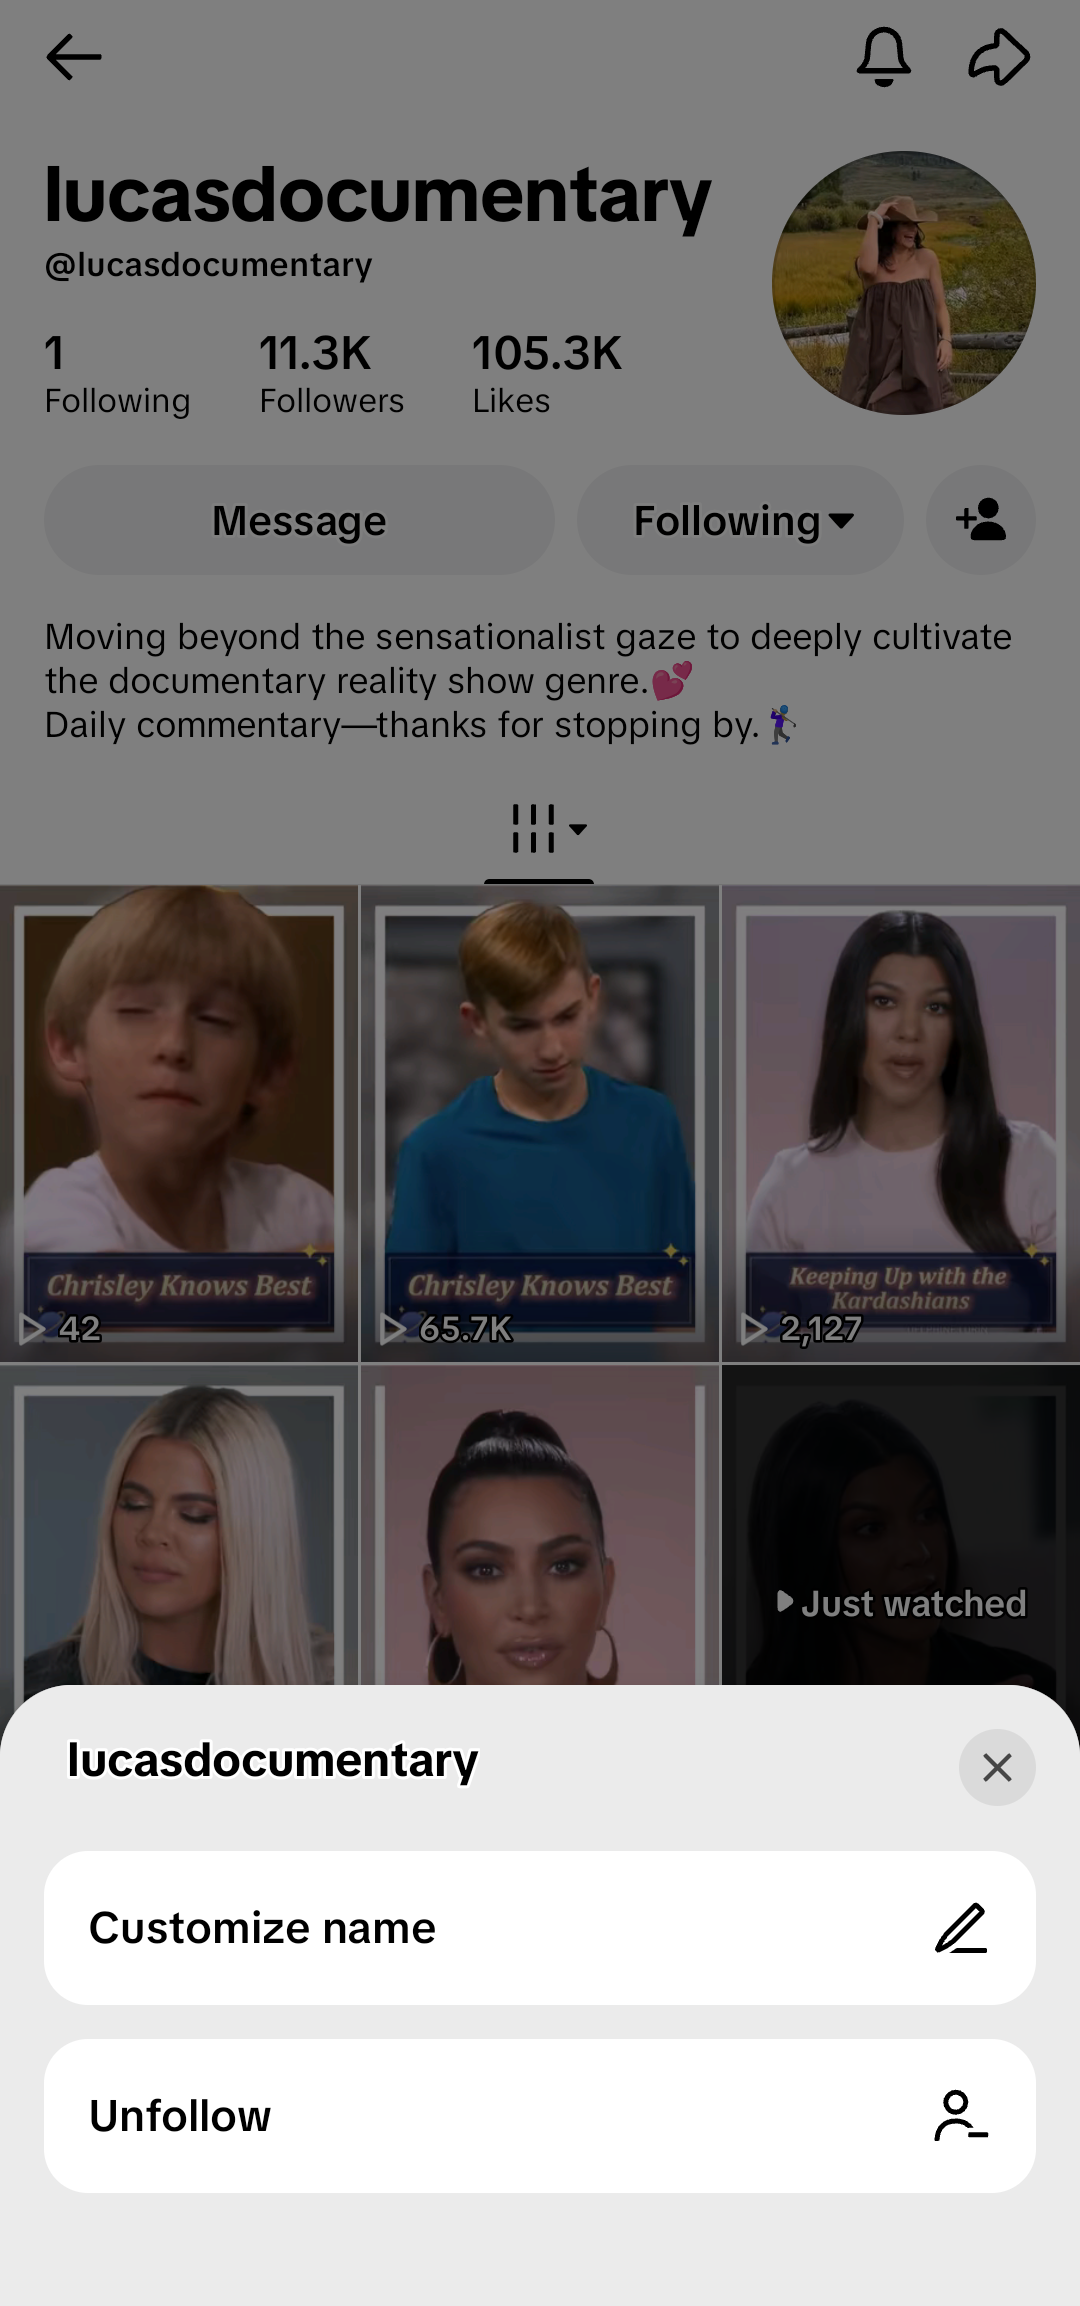 lucasdocumentary
@lucasdocumentary
1 11.3K 105.3K
Following Followers Likes
Message Following
Moving beyond the sensationalist gaze to deeply cultivate
the documentary reality show genre.💕
Daily commentary—thanks for stopping by.🏌️‍♀️
Chrisley Knows Best
42
Chrisley Knows Best
65.7K
Keeping Up with the
Kardashians
2,127
Just watched
lucasdocumentary
Customize name
Unfollow